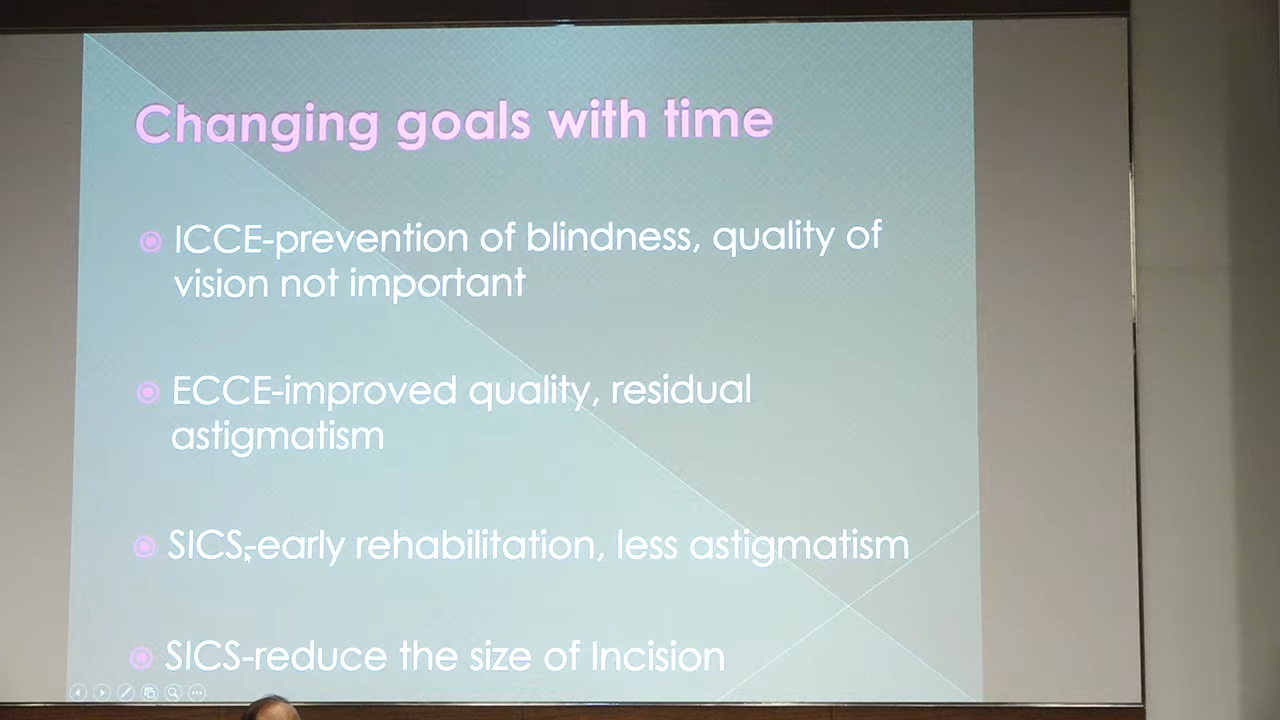 Changing goals with time
ICCE-prevention of blindness, quality of
vision not important
ECCE-improved quality, residual
astigmatism
SICS-early rehabilitation, less astigmatism
SICS-reduce the size of Incision